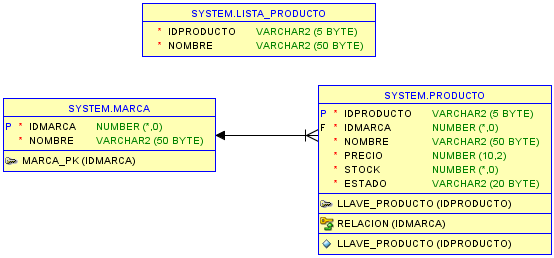 SYSTEM.LISTA_PRODUCTO
* IDPRODUCTO VARCHAR2 (5 BYTE)
* NOMBRE VARCHAR2 (50 BYTE)
SYSTEM.MARCA
P * IDMARCA NUMBER (*,0)
* NOMBRE VARCHAR2 (50 BYTE)
MARCA_PK (IDMARCA)
SYSTEM.PRODUCTO
P * IDPRODUCTO VARCHAR2 (5 BYTE)
F * IDMARCA NUMBER (*,0)
* NOMBRE VARCHAR2 (50 BYTE)
* PRECIO NUMBER (10,2)
* STOCK NUMBER (*,0)
* ESTADO VARCHAR2 (20 BYTE)
LLAVE_PRODUCTO (IDPRODUCTO)
RELACION (IDMARCA)
LLAVE_PRODUCTO (IDPRODUCTO)